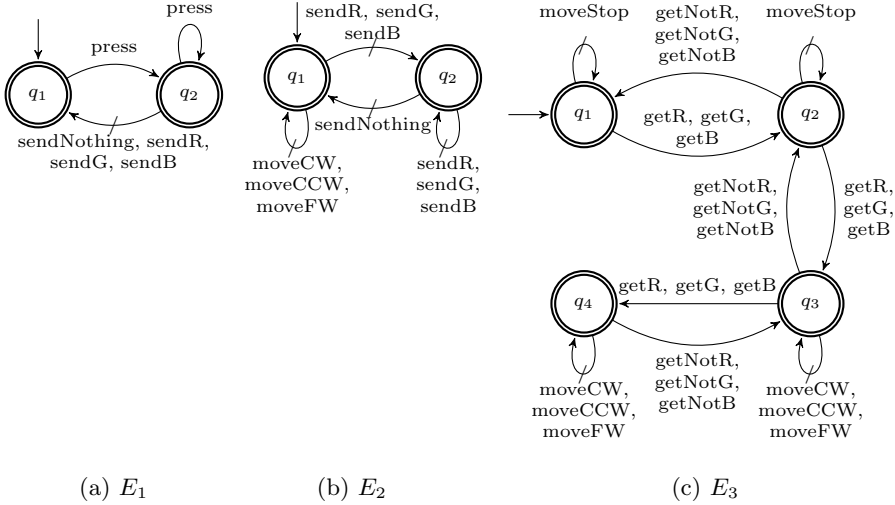 press
press
q1
q2
sendNothing, sendR,
sendG, sendB
(a) E1
sendR, sendG,
sendB
q1
q2
sendNothing
moveCW,
moveCCW,
moveFW
sendR,
sendG,
sendB
(b) E2
moveStop
getNotR,
getNotG,
getNotB
moveStop
q1
q2
getR, getG,
getB
getNotR,
getNotG,
getNotB
getR,
getG,
getB
q4
getR, getG, getB
q3
getNotR,
getNotG,
getNotB
moveCW,
moveCCW,
moveFW
moveCW,
moveCCW,
moveFW
(c) E3